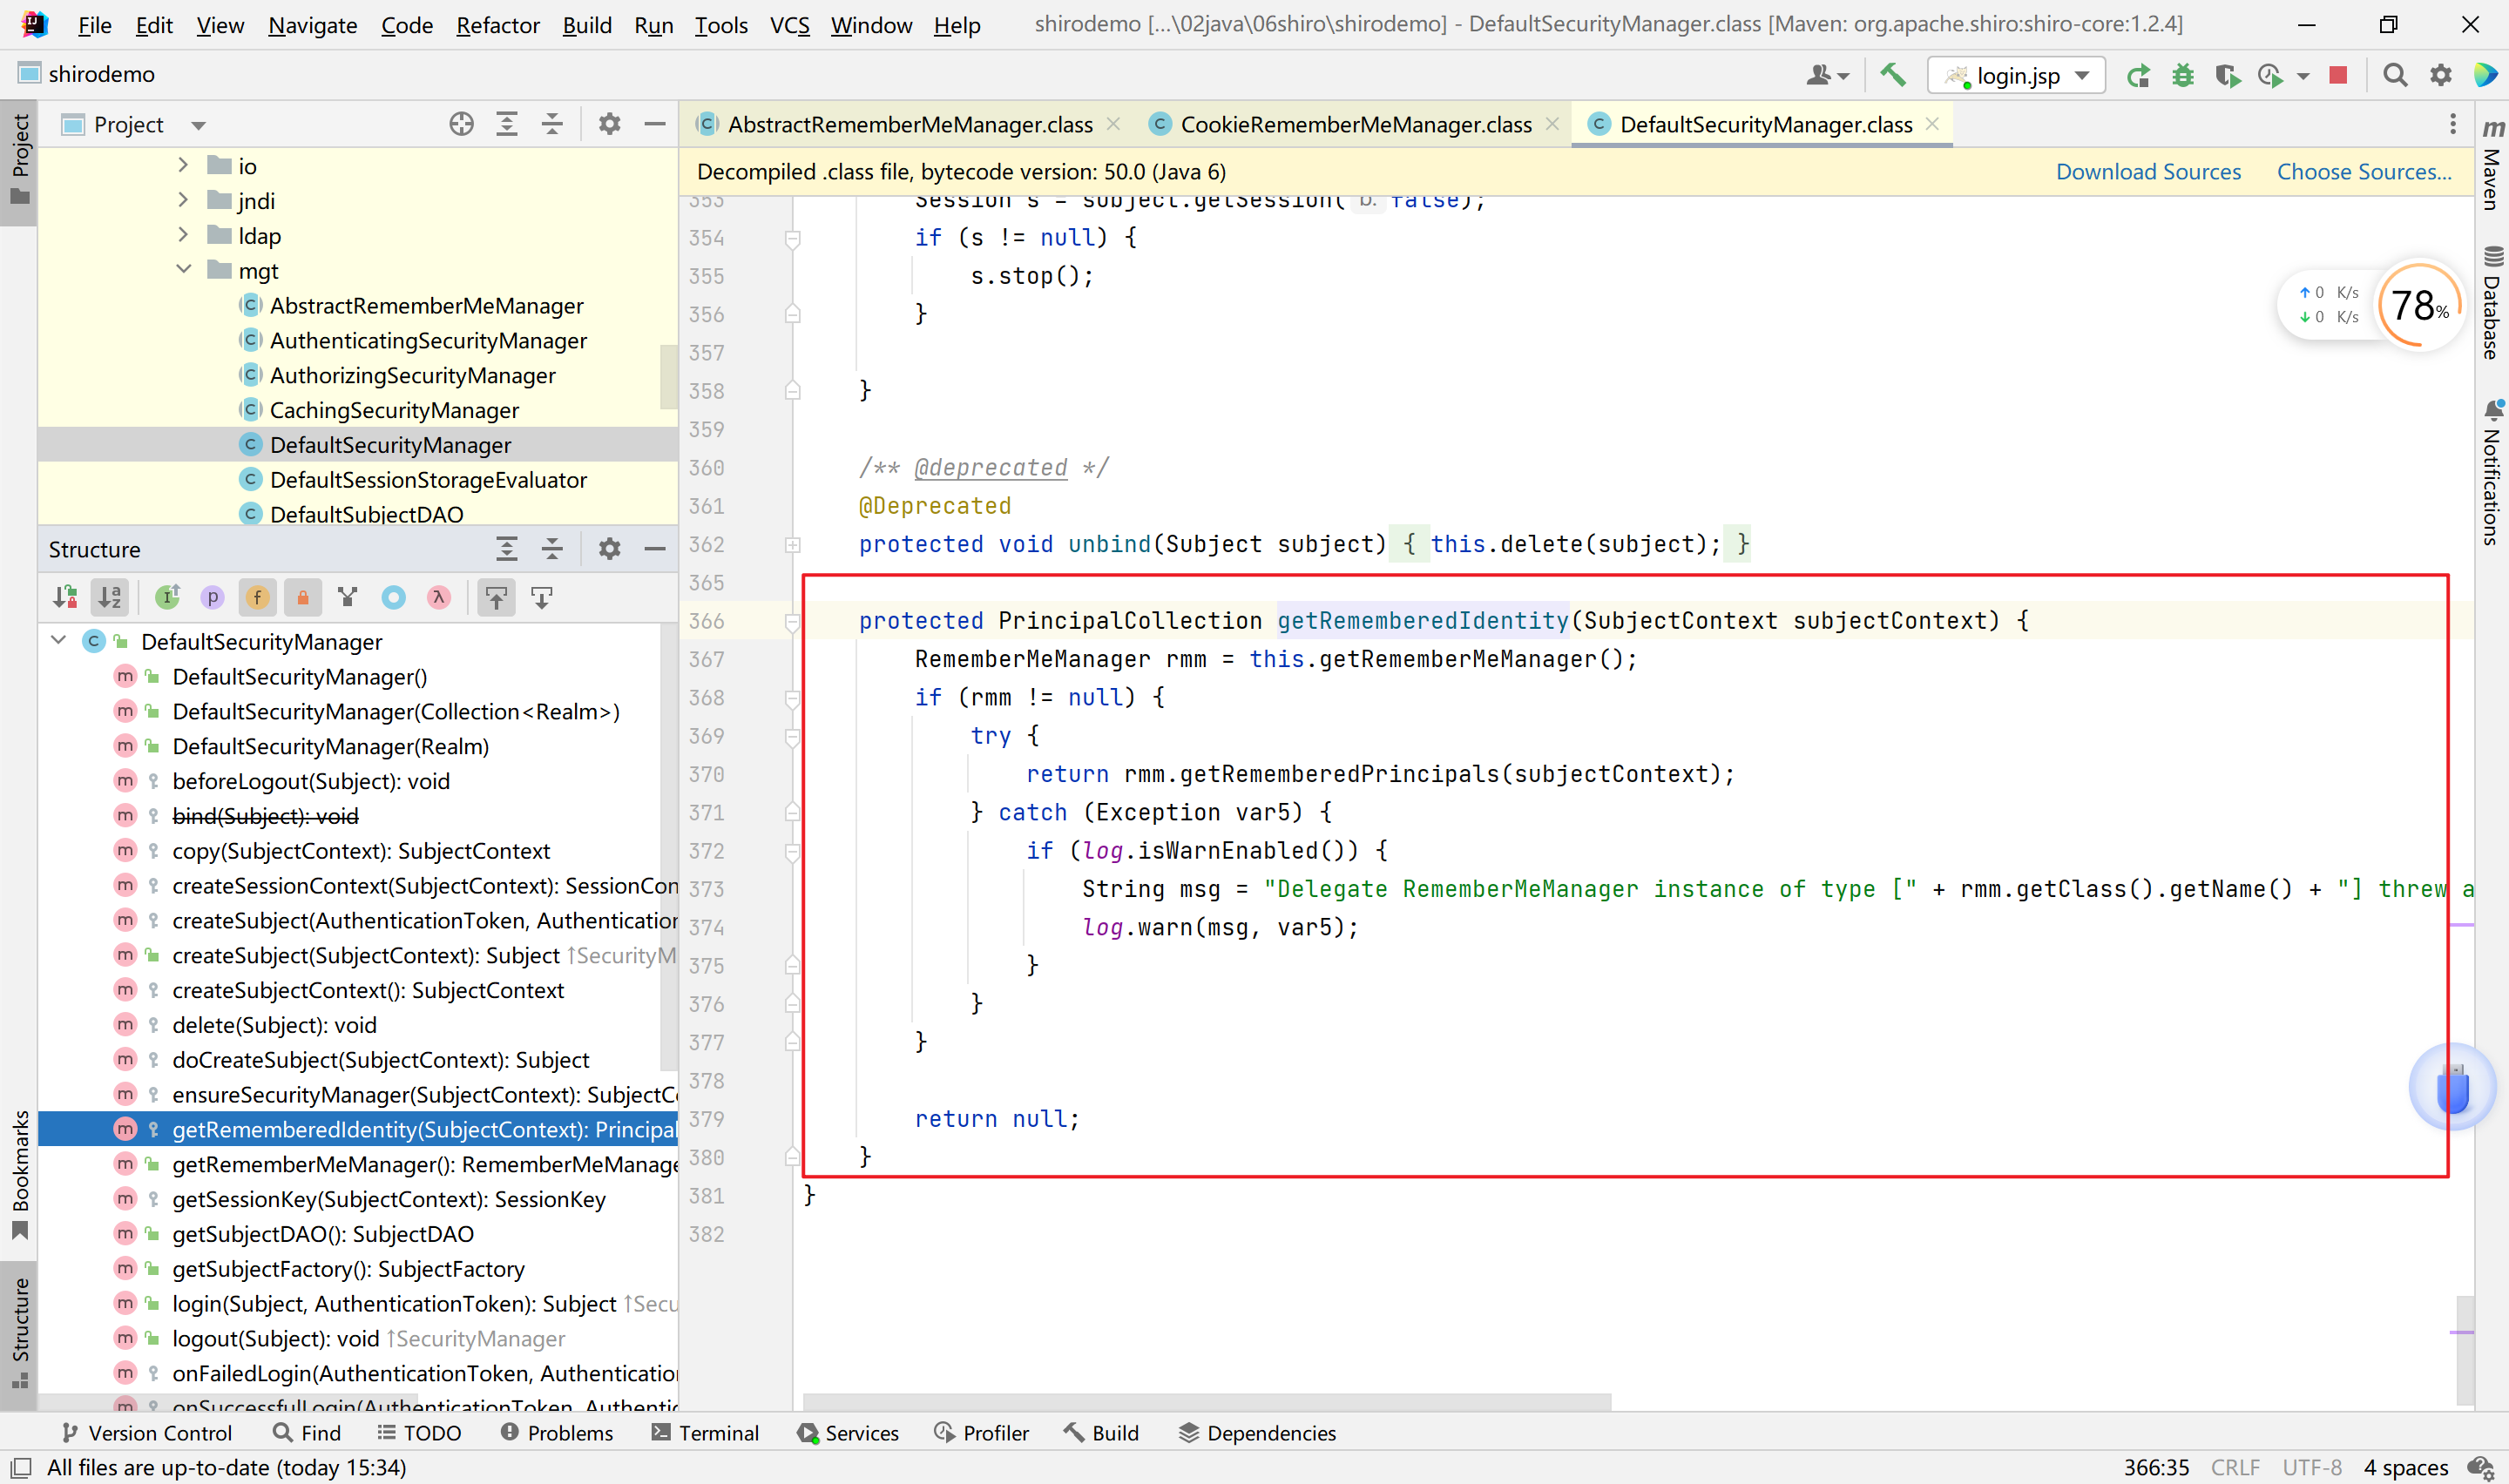 File Edit View Navigate Code Refactor Build Run Tools VCS Window Help shirodemo [...\02java\06shiro\shirodemo] - DefaultSecurityManager.class [Maven: org.apache.shiro:shiro-core:1.2.4]
shirodemo
login.jsp
Project
Project
AbstractRememberMeManager.class
CookieRememberMeManager.class
DefaultSecurityManager.class
Decompiled .class file, bytecode version: 50.0 (Java 6)
Download Sources Choose Sources...
io
jndi
ldap
mgt
AbstractRememberMeManager
AuthenticatingSecurityManager
AuthorizingSecurityManager
CachingSecurityManager
DefaultSecurityManager
DefaultSessionStorageEvaluator
DefaultSubjectDAO
Structure
DefaultSecurityManager
DefaultSecurityManager()
DefaultSecurityManager(Collection<Realm>)
DefaultSecurityManager(Realm)
beforeLogout(Subject): void
bind(Subject): void
copy(SubjectContext): SubjectContext
createSessionContext(SubjectContext): SessionCon
createSubject(AuthenticationToken, Authentication
createSubject(SubjectContext): Subject ↑SecurityM
createSubjectContext(): SubjectContext
delete(Subject): void
doCreateSubject(SubjectContext): Subject
ensureSecurityManager(SubjectContext): SubjectCo
getRememberedIdentity(SubjectContext): Principal
getRememberMeManager(): RememberMeManage
getSessionKey(SubjectContext): SessionKey
getSubjectDAO(): SubjectDAO
getSubjectFactory(): SubjectFactory
login(Subject, AuthenticationToken): Subject ↑Secu
logout(Subject): void ↑SecurityManager
onFailedLogin(AuthenticationToken, Authentication
onSuccessfulLogin(AuthenticationToken, Authentic
353 Session s = subject.getSession( b: false);
354 if (s != null) {
355 s.stop();
356 }
357
358 }
359
360 /** @deprecated */
361 @Deprecated
362 protected void unbind(Subject subject) { this.delete(subject); }
365
366 protected PrincipalCollection getRememberedIdentity(SubjectContext subjectContext) {
367 RememberMeManager rmm = this.getRememberMeManager();
368 if (rmm != null) {
369 try {
370 return rmm.getRememberedPrincipals(subjectContext);
371 } catch (Exception var5) {
372 if (log.isWarnEnabled()) {
373 String msg = "Delegate RememberMeManager instance of type [" + rmm.getClass().getName() + "] threw a
374 log.warn(msg, var5);
375 }
376 }
377 }
378
379 return null;
380 }
381 }
382
↑ 0 K/s
↓ 0 K/s
78%
m Maven
Database
Notifications
Bookmarks
Structure
Version Control Find TODO Problems Terminal Services Profiler Build Dependencies
All files are up-to-date (today 15:34)
366:35 CRLF UTF-8 4 spaces